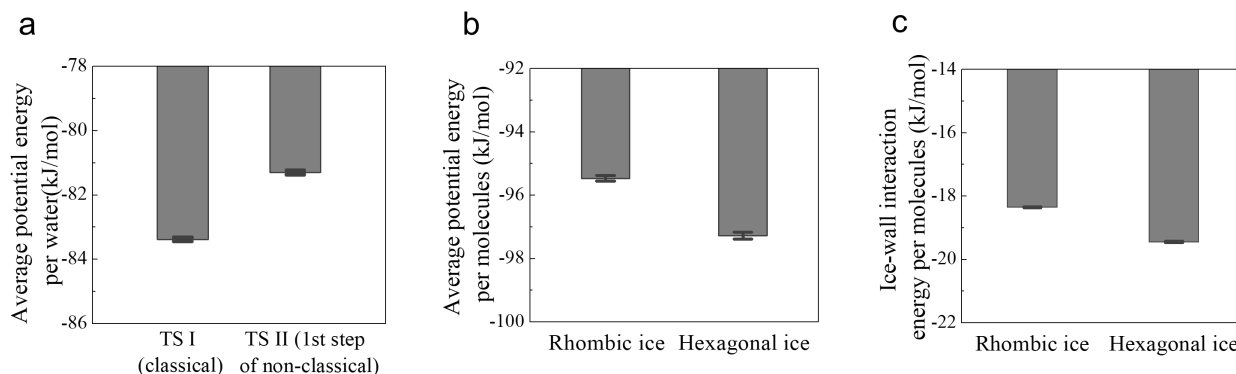 a
Average potential energy
per water(kJ/mol)
-78
-80
-82
-84
-86
TS I
(classical)
TS II (1st step
of non-classical)
b
Average potential energy
per molecules (kJ/mol)
-92
-94
-96
-98
-100
Rhombic ice
Hexagonal ice
c
Ice-wall interaction
energy per molecules (kJ/mol)
-14
-16
-18
-20
-22
Rhombic ice
Hexagonal ice